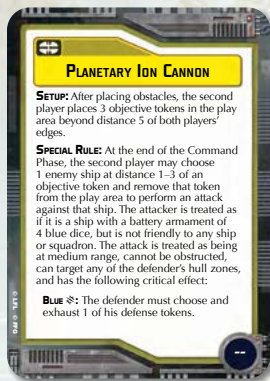 PLANETARY ION CANNON
SETUP: After placing obstacles, the second
player places 3 objective tokens in the play
area beyond distance 5 of both players'
edges.
SPECIAL RULE: At the end of the Command
Phase, the second player may choose
1 enemy ship at distance 1–3 of an
objective token and remove that token
from the play area to perform an attack
against that ship. The attacker is treated as
if it is a ship with a battery armament of
4 blue dice, but is not friendly to any ship
or squadron. The attack is treated as being
at medium range, cannot be obstructed,
can target any of the defender's hull zones,
and has the following critical effect:
BLUE : The defender must choose and
exhaust 1 of his defense tokens.
© LFL © FFG
--